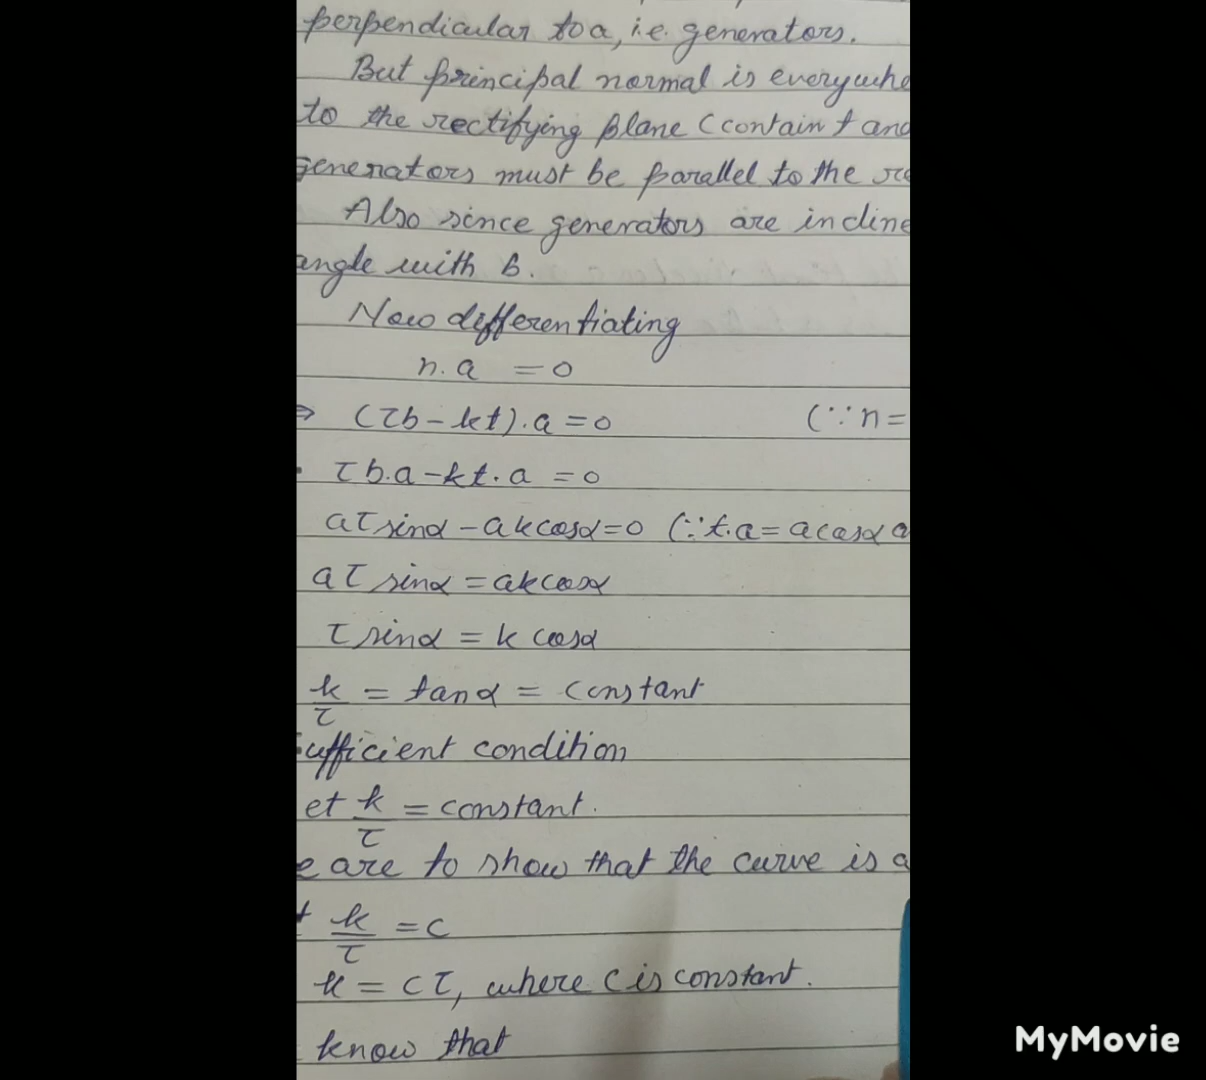 perpendicular to a, i.e. generators.
But principal normal is everywhe
to the rectifying plane (contain t and
generators must be parallel to the re
Also since generators are incline
angle with b.
Now differentiating
n.a = 0
⇒ (τb - kt).a = 0 (∵ n =
τb.a - kt.a = 0
aτ sinα - ak cosα = 0 (∵ t.a = a cosα a
aτ sinα = ak cosα
τ sinα = k cosα
k/τ = tanα = constant
sufficient condition
et k/τ = constant.
e are to show that the curve is a
t k/τ = c
k = cτ, where c is constant.
know that
MyMovie